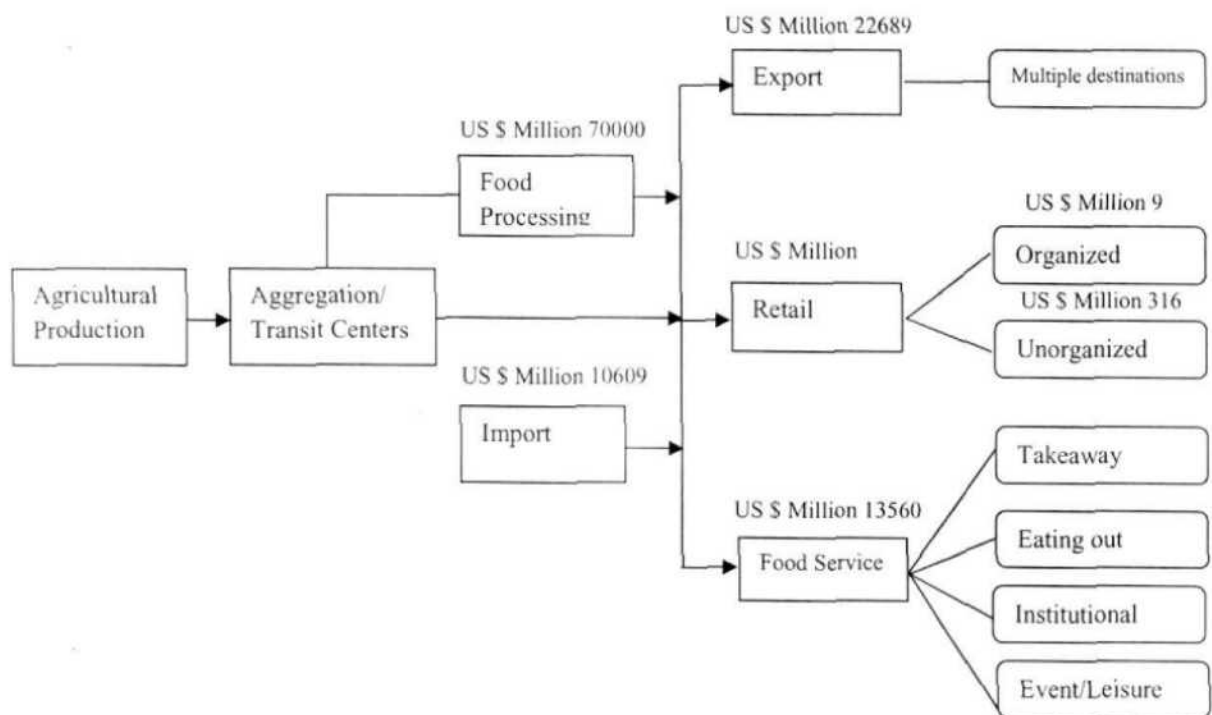 US $ Million 22689
Export
Multiple destinations
US $ Million 70000
Food
Processing
US $ Million 9
US $ Million
Organized
Agricultural
Production
Aggregation/
Transit Centers
Retail
US $ Million 316
Unorganized
US $ Million 10609
Import
Takeaway
US $ Million 13560
Eating out
Food Service
Institutional
Event/Leisure